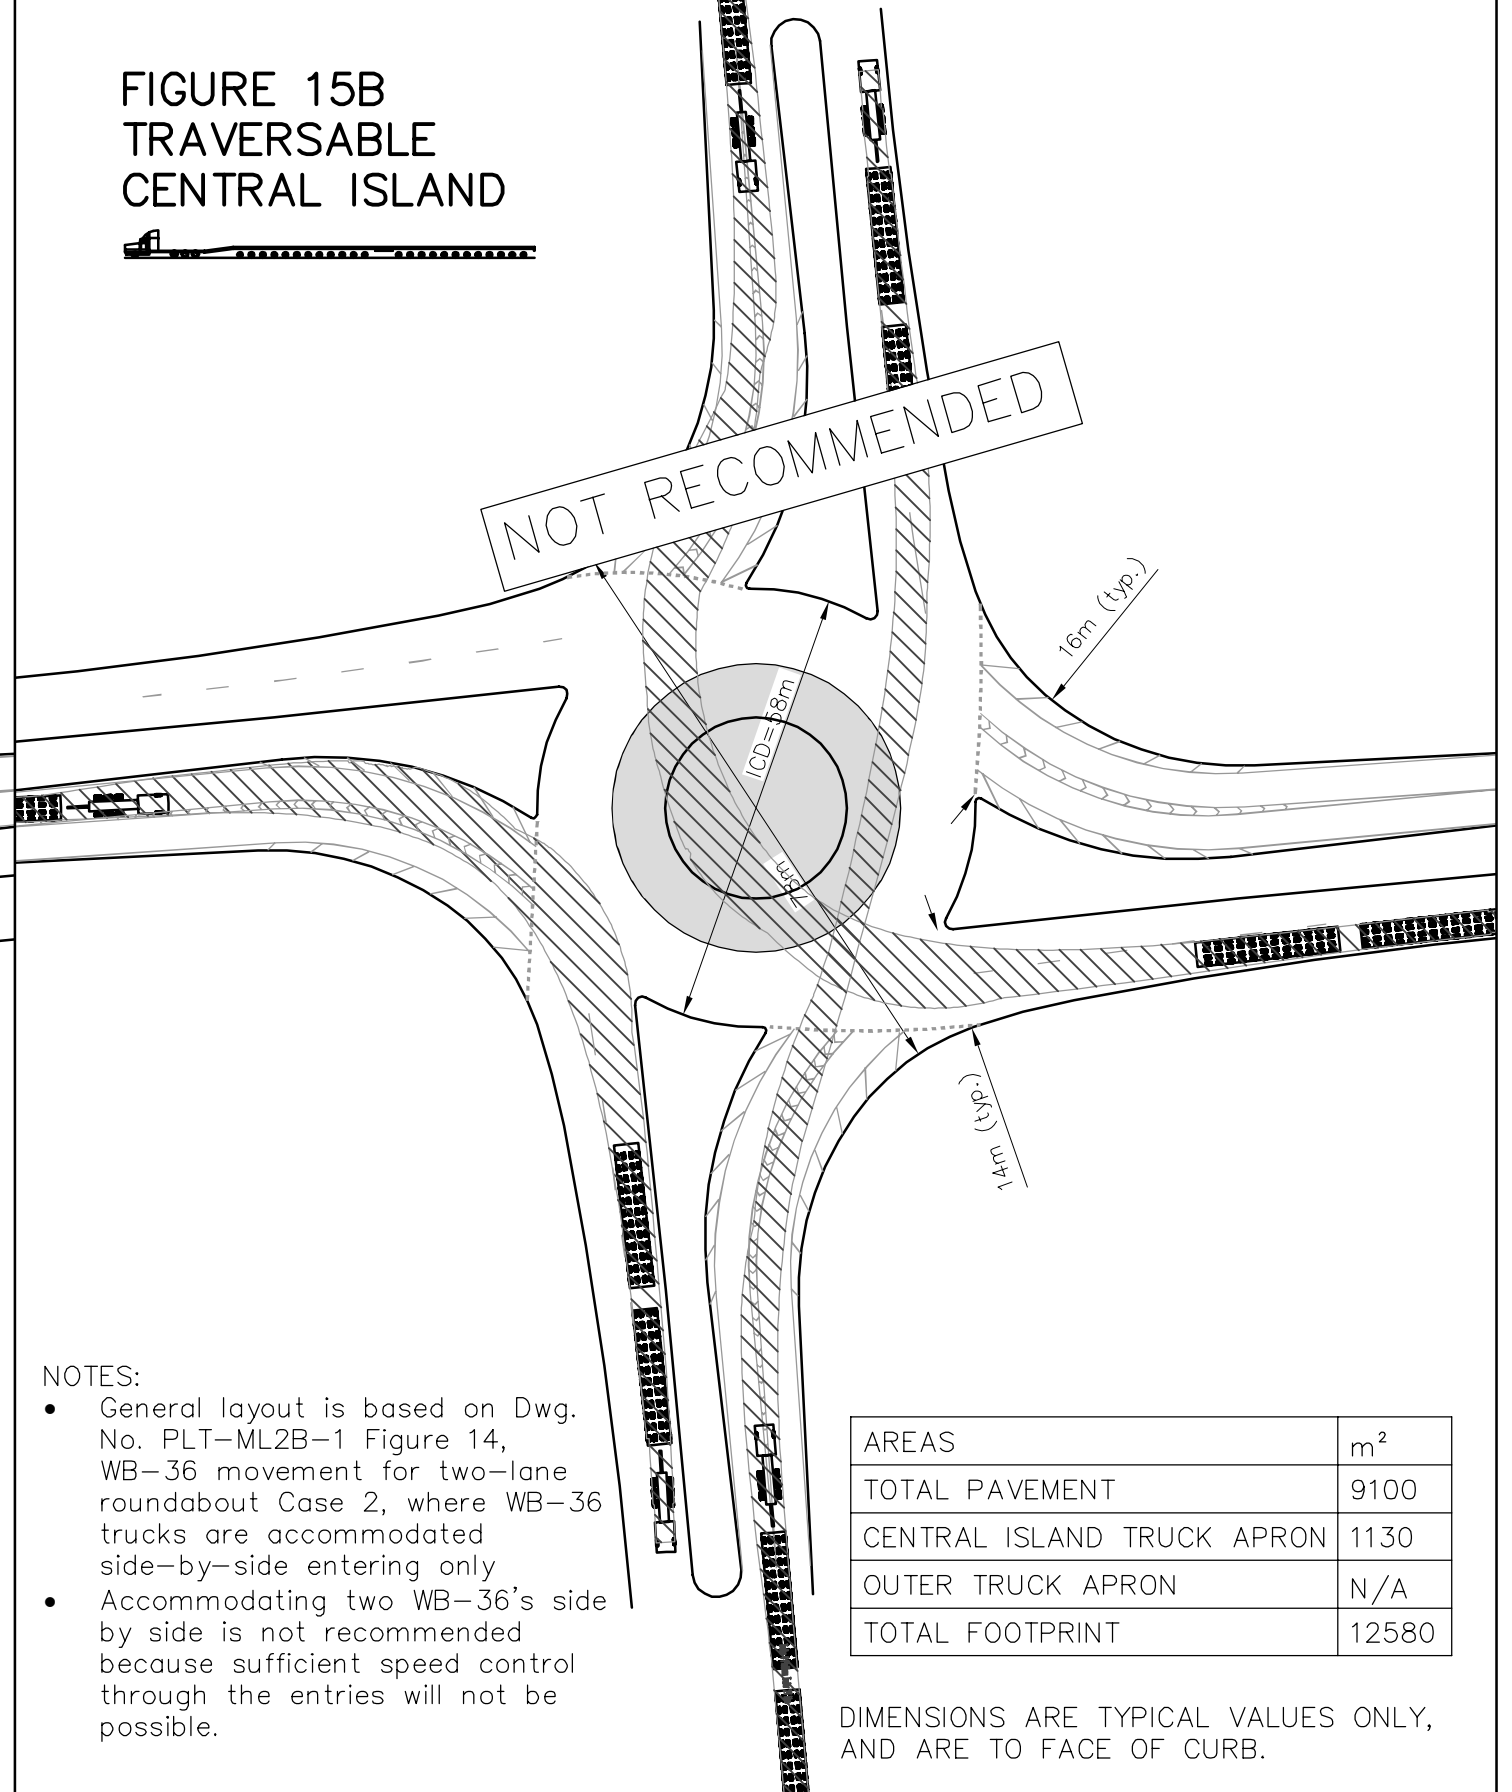 FIGURE 15B
TRAVERSABLE
CENTRAL ISLAND
NOT RECOMMENDED
16m (typ.)
ICD=58m
78m
14m (typ.)
NOTES:
• General layout is based on Dwg.
No. PLT-ML2B-1 Figure 14,
WB-36 movement for two-lane
roundabout Case 2, where WB-36
trucks are accommodated
side-by-side entering only
• Accommodating two WB-36's side
by side is not recommended
because sufficient speed control
through the entries will not be
possible.
AREAS m²
TOTAL PAVEMENT 9100
CENTRAL ISLAND TRUCK APRON 1130
OUTER TRUCK APRON N/A
TOTAL FOOTPRINT 12580
DIMENSIONS ARE TYPICAL VALUES ONLY,
AND ARE TO FACE OF CURB.